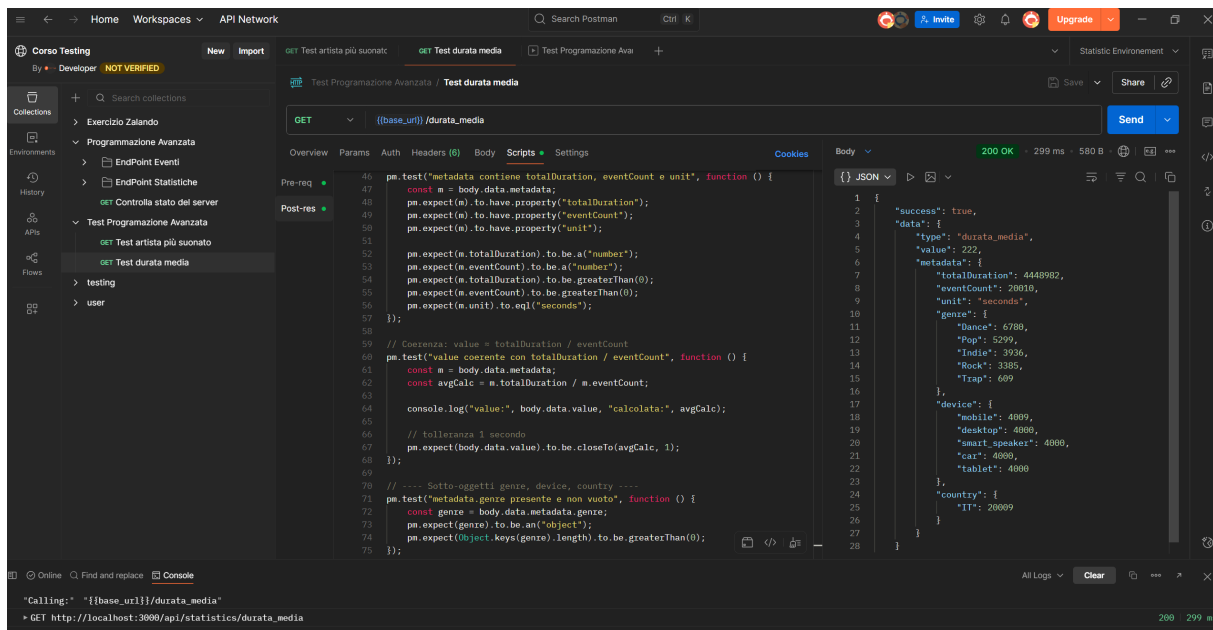 Home Workspaces API Network Search Postman Ctrl K Invite Upgrade
Corso Testing New Import GET Test artista più suonato GET Test durata media Test Programazione Avan Statistic Environement
By Developer NOT VERIFIED
Test Programazione Avanzata / Test durata media Save Share
Collections
Search collections
Exercizio Zalando
GET {{base_url}} /durata_media Send
Environments
Programmazione Avanzata
EndPoint Eventi
Overview Params Auth Headers (6) Body Scripts Settings Cookies
Body 200 OK 299 ms 580 B
History
EndPoint Statistiche
GET Controlla stato del server
APIs
Test Programazione Avanzata
GET Test artista più suonato
Flows
GET Test durata media
testing
user
Pre-req
Post-res
46 pm.test("metadata contiene totalDuration, eventCount e unit", function () {
47 const m = body.data.metadata;
48 pm.expect(m).to.have.property("totalDuration");
49 pm.expect(m).to.have.property("eventCount");
50 pm.expect(m).to.have.property("unit");
51
52 pm.expect(m.totalDuration).to.be.a("number");
53 pm.expect(m.eventCount).to.be.a("number");
54 pm.expect(m.totalDuration).to.be.greaterThan(0);
55 pm.expect(m.eventCount).to.be.greaterThan(0);
56 pm.expect(m.unit).to.eql("seconds");
57 });
58
59 // Coerenza: value = totalDuration / eventCount
60 pm.test("value coerente con totalDuration / eventCount", function () {
61 const m = body.data.metadata;
62 const avgCalc = m.totalDuration / m.eventCount;
63
64 console.log("value:", body.data.value, "calcolata:", avgCalc);
65
66 // tolleranza 1 secondo
67 pm.expect(body.data.value).to.be.closeTo(avgCalc, 1);
68 });
69
70 // ---- Sotto-oggetti genre, device, country ----
71 pm.test("metadata.genre presente e non vuoto", function () {
72 const genre = body.data.metadata.genre;
73 pm.expect(genre).to.be.an("object");
74 pm.expect(Object.keys(genre).length).to.be.greaterThan(0);
75 });
{} JSON
1 {
2 "success": true,
3 "data": {
4 "type": "durata_media",
5 "value": 222,
6 "metadata": {
7 "totalDuration": 4448982,
8 "eventCount": 20010,
9 "unit": "seconds",
10 "genre": {
11 "Dance": 6780,
12 "Pop": 5299,
13 "Indie": 3936,
14 "Rock": 3385,
15 "Trap": 609
16 },
17 "device": {
18 "mobile": 4009,
19 "desktop": 4000,
20 "smart_speaker": 4000,
21 "car": 4000,
22 "tablet": 4000
23 },
24 "country": {
25 "IT": 20009
26 }
27 }
28 }
Online Find and replace Console All Logs Clear
"Calling:" "{{base_url}}/durata_media"
GET http://localhost:3000/api/statistics/durata_media 200 299 m